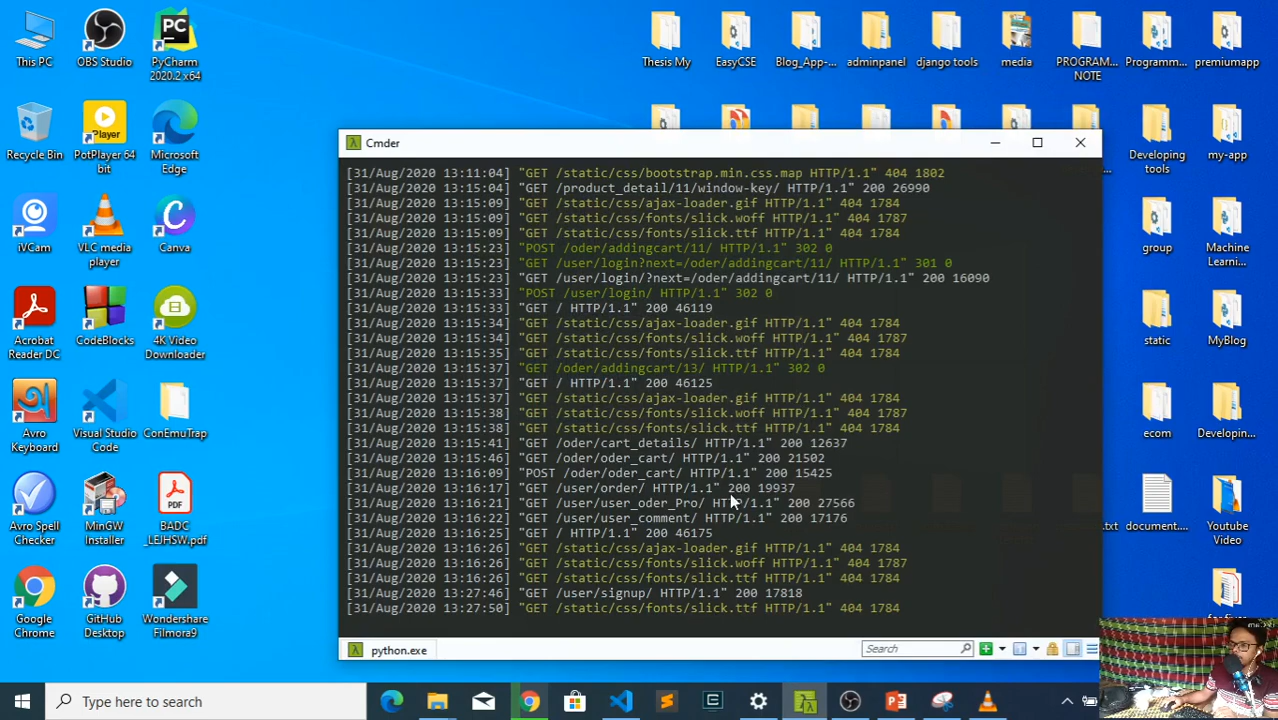 This PC
OBS Studio
PyCharm
2020.2 x64
Thesis My
EasyCSE
Blog_App-...
adminpanel
django tools
media
PROGRAM...
NOTE
Programm...
premiumapp
Recycle Bin
PotPlayer 64
bit
Microsoft
Edge
Developing
tools
my-app
iVCam
VLC media
player
Canva
group
Machine
Learni...
Acrobat
Reader DC
CodeBlocks
4K Video
Downloader
static
MyBlog
Avro
Keyboard
Visual Studio
Code
ConEmuTrap
ecom
Developin...
Avro Spell
Checker
MinGW
Installer
BADC
_LEJHSW.pdf
.txt
document....
Youtube
Video
Google
Chrome
GitHub
Desktop
Wondershare
Filmora9
Cmder
[31/Aug/2020 13:11:04] "GET /static/css/bootstrap.min.css.map HTTP/1.1" 404 1802
[31/Aug/2020 13:15:04] "GET /product_detail/11/window-key/ HTTP/1.1" 200 26990
[31/Aug/2020 13:15:09] "GET /static/css/ajax-loader.gif HTTP/1.1" 404 1784
[31/Aug/2020 13:15:09] "GET /static/css/fonts/slick.woff HTTP/1.1" 404 1787
[31/Aug/2020 13:15:09] "GET /static/css/fonts/slick.ttf HTTP/1.1" 404 1784
[31/Aug/2020 13:15:23] "POST /oder/addingcart/11/ HTTP/1.1" 302 0
[31/Aug/2020 13:15:23] "GET /user/login?next=/oder/addingcart/11/ HTTP/1.1" 301 0
[31/Aug/2020 13:15:23] "GET /user/login/?next=/oder/addingcart/11/ HTTP/1.1" 200 16090
[31/Aug/2020 13:15:33] "POST /user/login/ HTTP/1.1" 302 0
[31/Aug/2020 13:15:33] "GET / HTTP/1.1" 200 46119
[31/Aug/2020 13:15:34] "GET /static/css/ajax-loader.gif HTTP/1.1" 404 1784
[31/Aug/2020 13:15:34] "GET /static/css/fonts/slick.woff HTTP/1.1" 404 1787
[31/Aug/2020 13:15:35] "GET /static/css/fonts/slick.ttf HTTP/1.1" 404 1784
[31/Aug/2020 13:15:37] "GET /oder/addingcart/13/ HTTP/1.1" 302 0
[31/Aug/2020 13:15:37] "GET / HTTP/1.1" 200 46125
[31/Aug/2020 13:15:37] "GET /static/css/ajax-loader.gif HTTP/1.1" 404 1784
[31/Aug/2020 13:15:38] "GET /static/css/fonts/slick.woff HTTP/1.1" 404 1787
[31/Aug/2020 13:15:38] "GET /static/css/fonts/slick.ttf HTTP/1.1" 404 1784
[31/Aug/2020 13:15:41] "GET /oder/cart_details/ HTTP/1.1" 200 12637
[31/Aug/2020 13:15:46] "GET /oder/oder_cart/ HTTP/1.1" 200 21502
[31/Aug/2020 13:16:09] "POST /oder/oder_cart/ HTTP/1.1" 200 15425
[31/Aug/2020 13:16:17] "GET /user/order/ HTTP/1.1" 200 19937
[31/Aug/2020 13:16:21] "GET /user/user_oder_Pro/ HTTP/1.1" 200 27566
[31/Aug/2020 13:16:22] "GET /user/user_comment/ HTTP/1.1" 200 17176
[31/Aug/2020 13:16:25] "GET / HTTP/1.1" 200 46175
[31/Aug/2020 13:16:26] "GET /static/css/ajax-loader.gif HTTP/1.1" 404 1784
[31/Aug/2020 13:16:26] "GET /static/css/fonts/slick.woff HTTP/1.1" 404 1787
[31/Aug/2020 13:16:26] "GET /static/css/fonts/slick.ttf HTTP/1.1" 404 1784
[31/Aug/2020 13:27:46] "GET /user/signup/ HTTP/1.1" 200 17818
[31/Aug/2020 13:27:50] "GET /static/css/fonts/slick.ttf HTTP/1.1" 404 1784
python.exe
Search
Type here to search